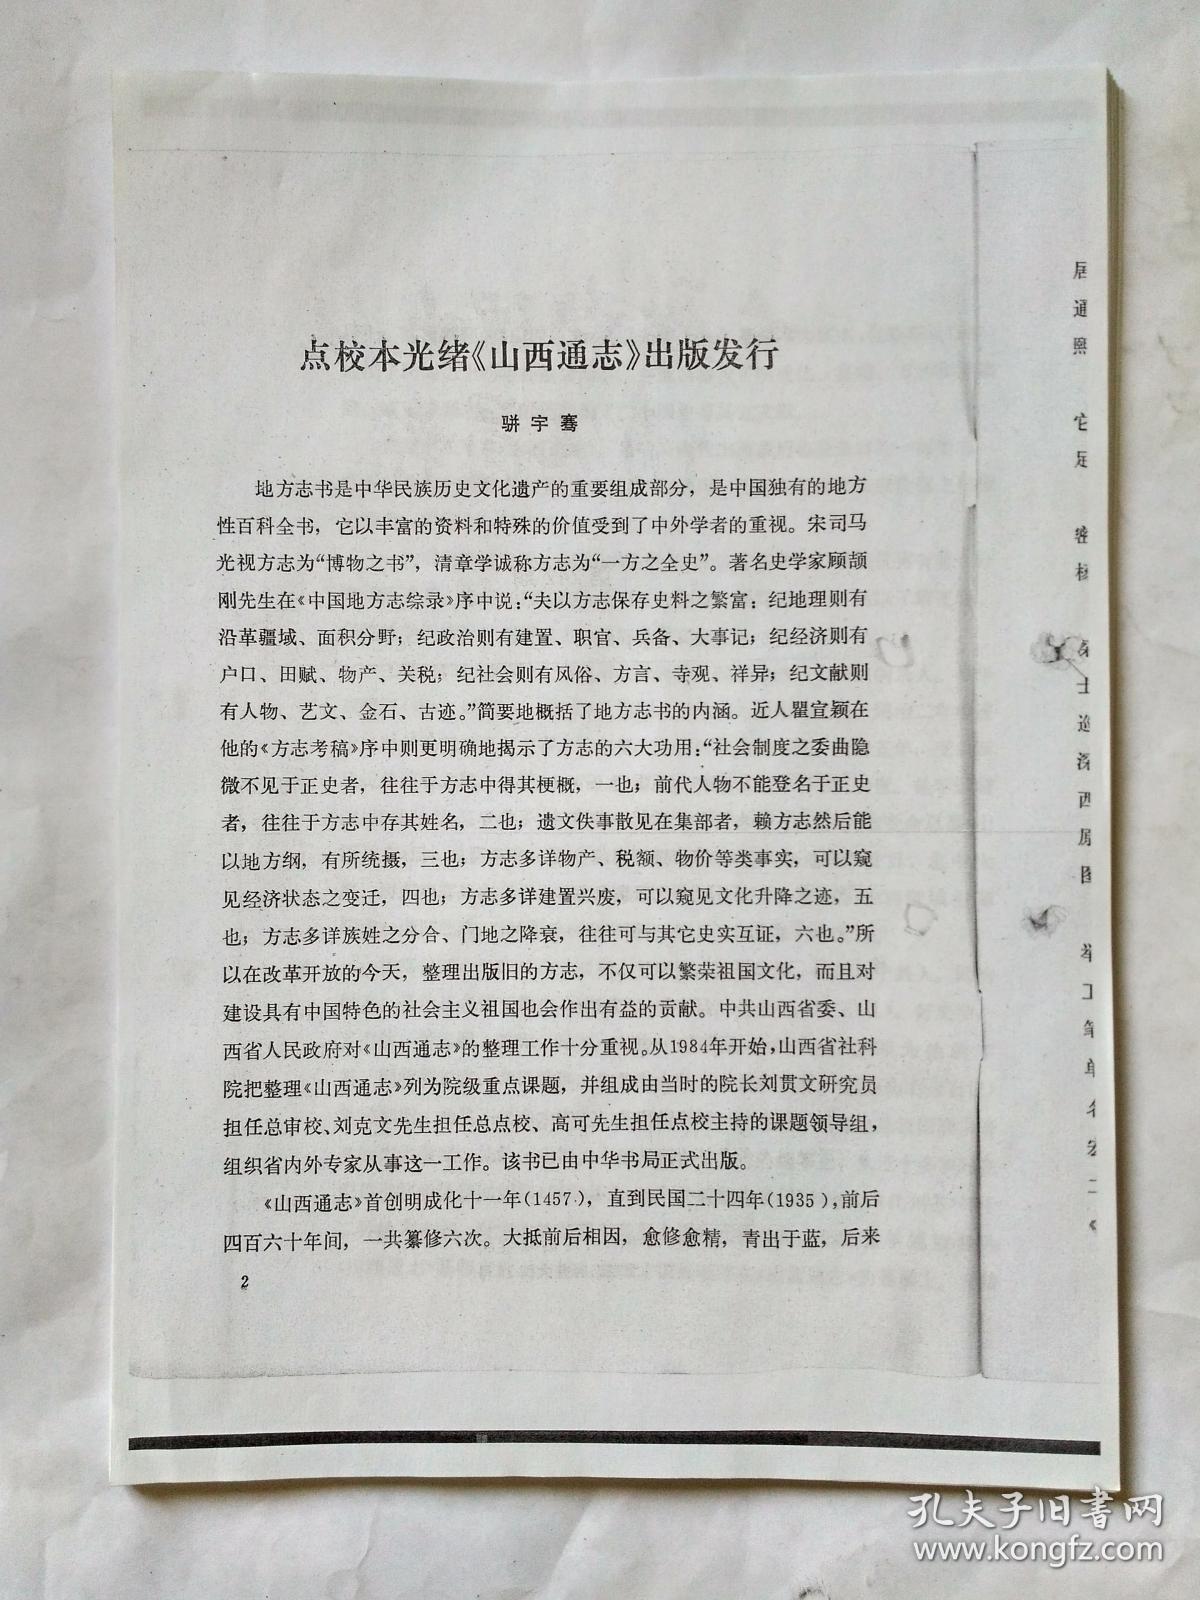 点校本光绪《山西通志》出版发行
骈宇骞
地方志书是中华民族历史文化遗产的重要组成部分，是中国独有的地方
性百科全书，它以丰富的资料和特殊的价值受到了中外学者的重视。宋司马
光视方志为“博物之书”，清章学诚称方志为“一方之全史”。著名史学家顾颉
刚先生在《中国地方志综录》序中说：“夫以方志保存史料之繁富：纪地理则有
沿革疆域、面积分野；纪政治则有建置、职官、兵备、大事记；纪经济则有
户口、田赋、物产、关税；纪社会则有风俗、方言、寺观、祥异；纪文献则
有人物、艺文、金石、古迹。”简要地概括了地方志书的内涵。近人瞿宣颖在
他的《方志考稿》序中则更明确地揭示了方志的六大功用：“社会制度之委曲隐
微不见于正史者，往往于方志中得其梗概，一也；前代人物不能登名于正史
者，往往于方志中存其姓名，二也；遗文佚事散见在集部者，赖方志然后能
以地方纲，有所统摄，三也；方志多详物产、税额、物价等类事实，可以窥
见经济状态之变迁，四也；方志多详建置兴废，可以窥见文化升降之迹，五
也；方志多详族姓之分合、门地之降衰，往往可与其它史实互证，六也。”所
以在改革开放的今天，整理出版旧的方志，不仅可以繁荣祖国文化，而且对
建设具有中国特色的社会主义祖国也会作出有益的贡献。中共山西省委、山
西省人民政府对《山西通志》的整理工作十分重视。从1984年开始，山西省社科
院把整理《山西通志》列为院级重点课题，并组成由当时的院长刘贯文研究员
担任总审校、刘克文先生担任总点校、高可先生担任点校主持的课题领导组，
组织省内外专家从事这一工作。该书已由中华书局正式出版。
《山西通志》首创明成化十一年（1457），直到民国二十四年（1935），前后
四百六十年间，一共纂修六次。大抵前后相因，愈修愈精，青出于蓝，后来
2
孔夫子旧书网
www.kongfz.com